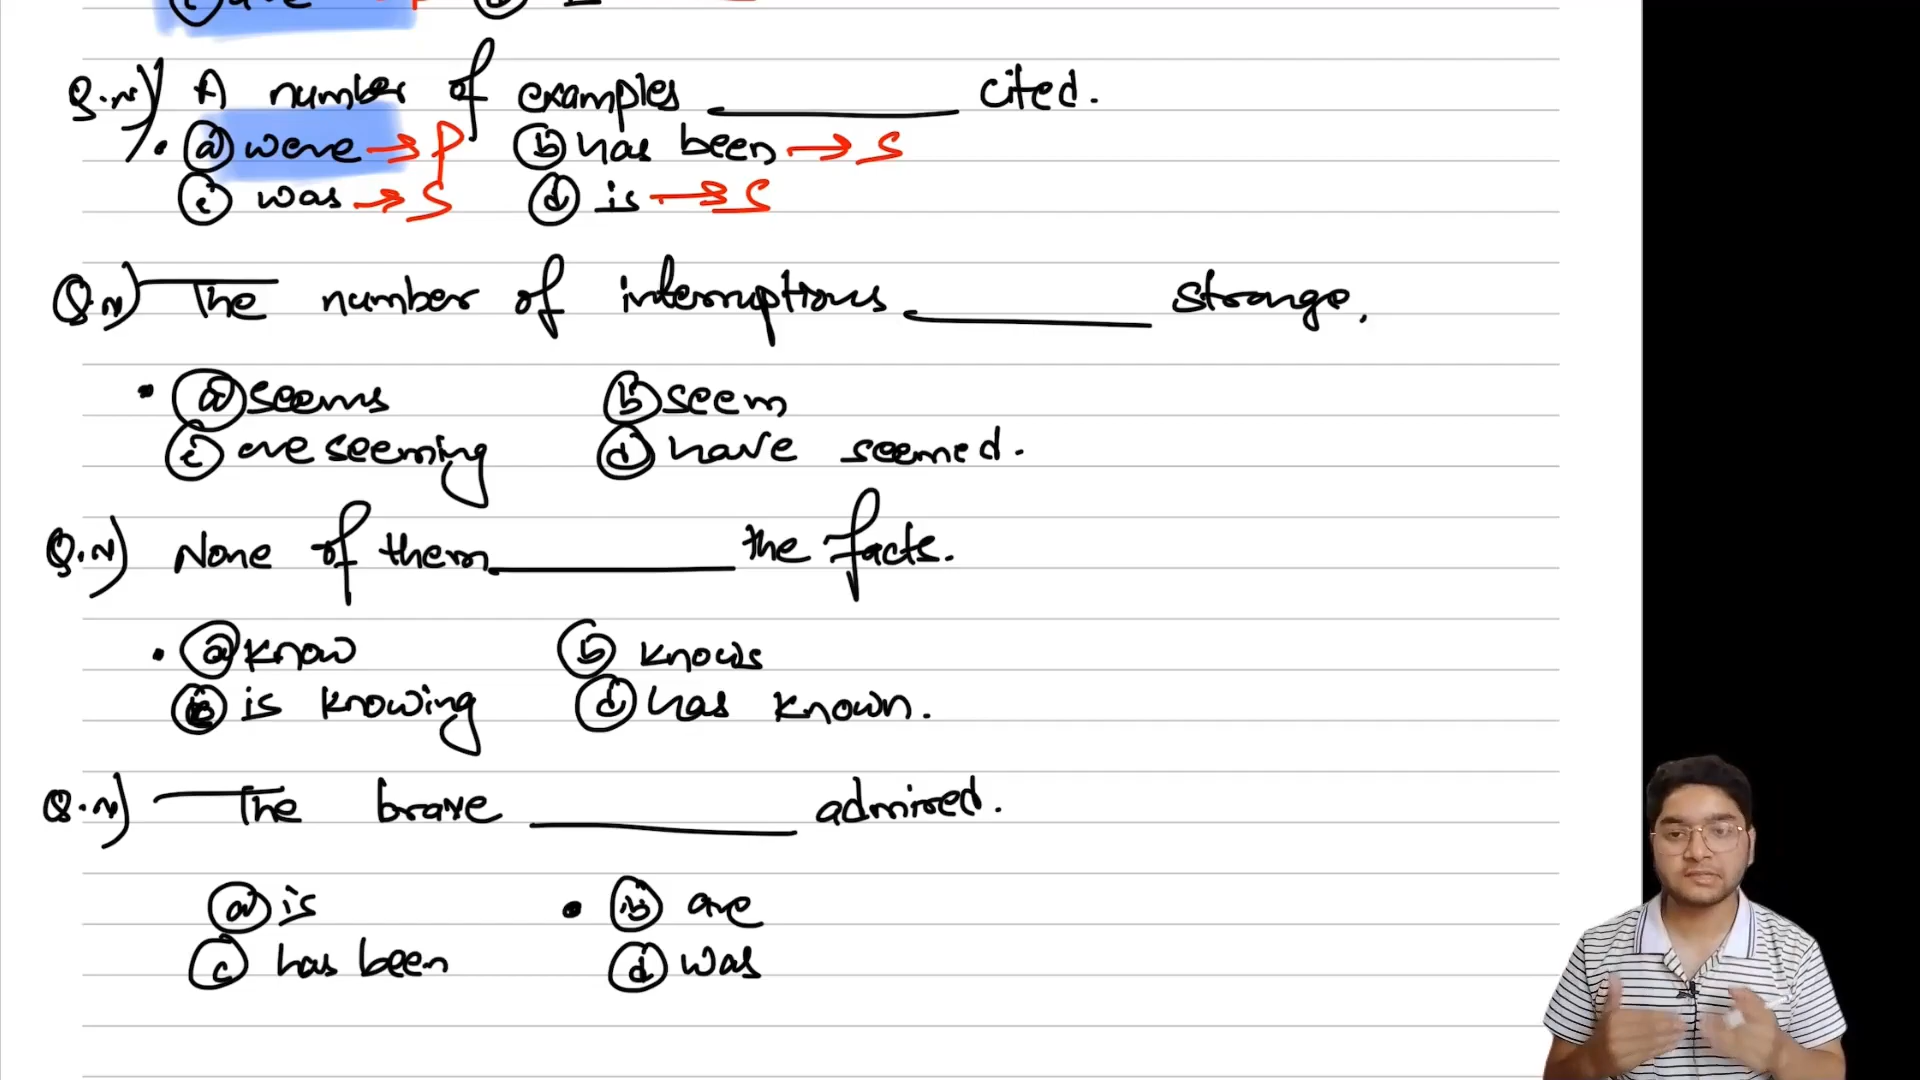 Q.N) A number of examples ________ cited.
(a) were → P (b) has been → S
(c) was → S (d) is → S
Q.N) The number of interruptions ________ strange.
(a) seems (b) seem
(c) are seeming (d) have seemed.
Q.N) None of them ________ the facts.
(a) know (b) knows
(c) is knowing (d) has known.
Q.N) The brave ________ admired.
(a) is (b) are
(c) has been (d) was